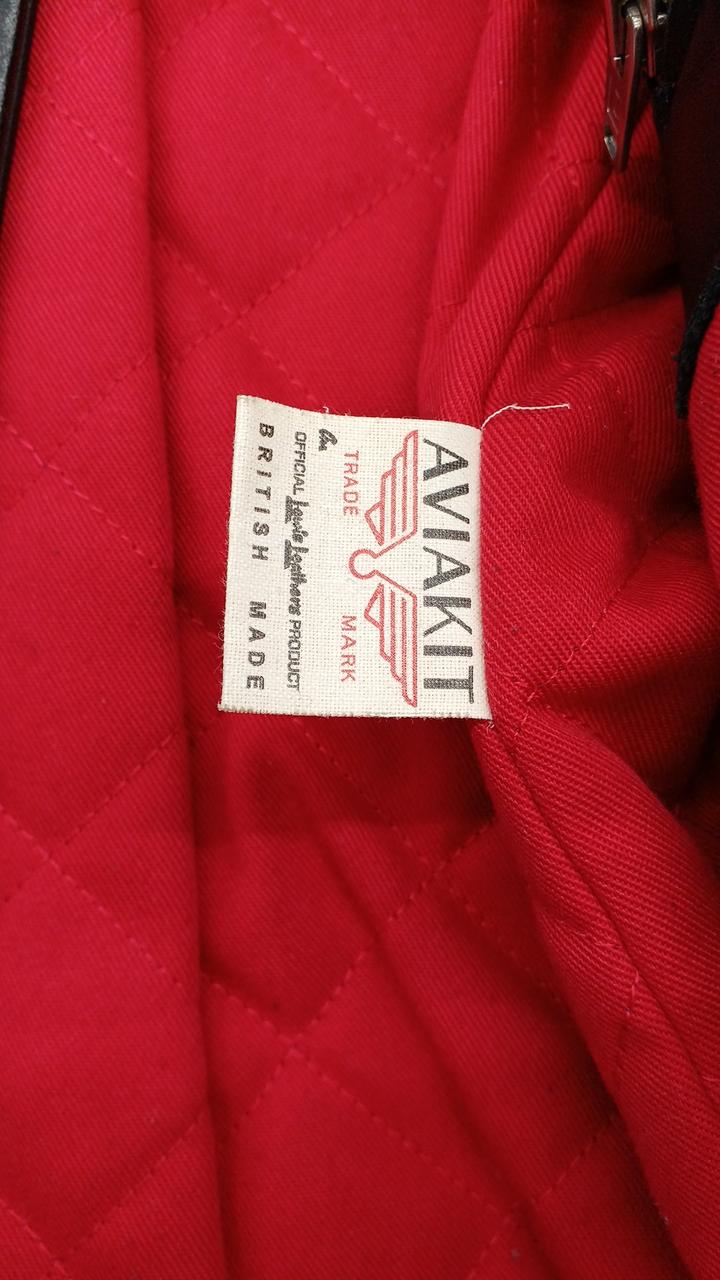 AVIAKIT
TRADE MARK
An
OFFICIAL Lewis Leathers PRODUCT
BRITISH MADE